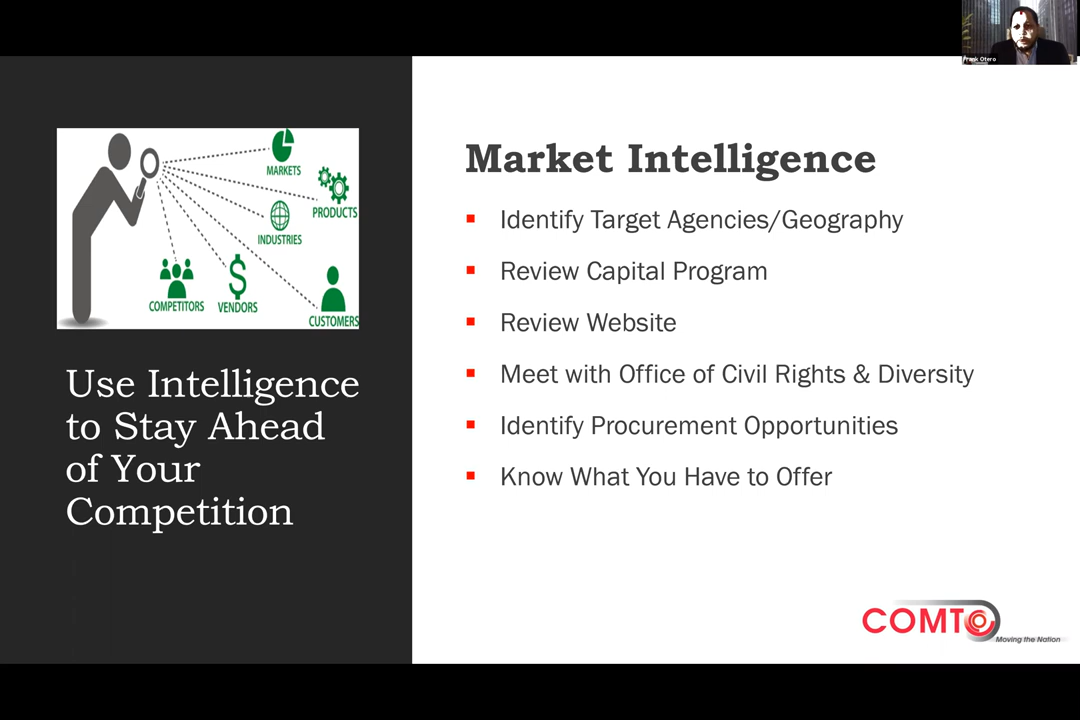 Frank Otero
MARKETS
PRODUCTS
INDUSTRIES
COMPETITORS
VENDORS
CUSTOMERS
Use Intelligence
to Stay Ahead
of Your
Competition
Market Intelligence
Identify Target Agencies/Geography
Review Capital Program
Review Website
Meet with Office of Civil Rights & Diversity
Identify Procurement Opportunities
Know What You Have to Offer
COMTO
Moving the Nation